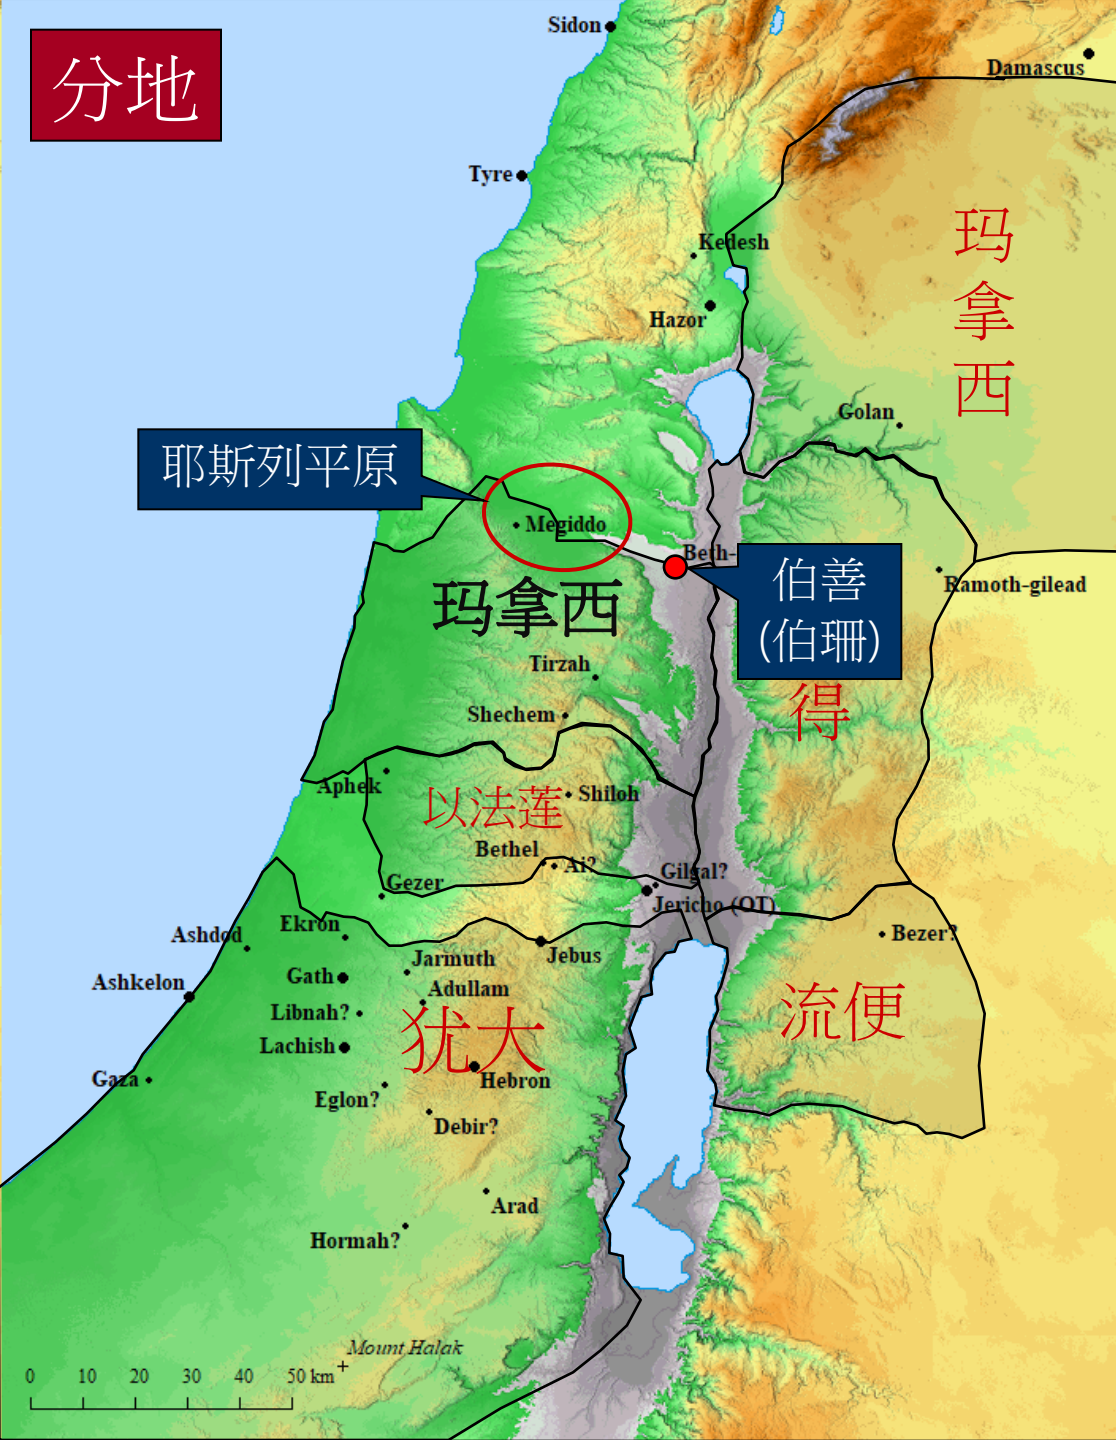 分地
Sidon
Damascus
Tyre
玛
拿
西
Kedesh
Hazor
Golan
耶斯列平原
Megiddo
Beth-
伯善
(伯珊)
Ramoth-gilead
玛拿西
Tirzah
得
Shechem
Aphek
以法莲
Shiloh
Bethel
Ai?
Gilgal?
Gezer
Jericho (OT)
Ekron
Ashdod
Bezer?
Jebus
Jarmuth
Gath
Ashkelon
Adullam
Libnah?
流便
犹大
Lachish
Gaza
Hebron
Eglon?
Debir?
Arad
Hormah?
Mount Halak
0 10 20 30 50 km